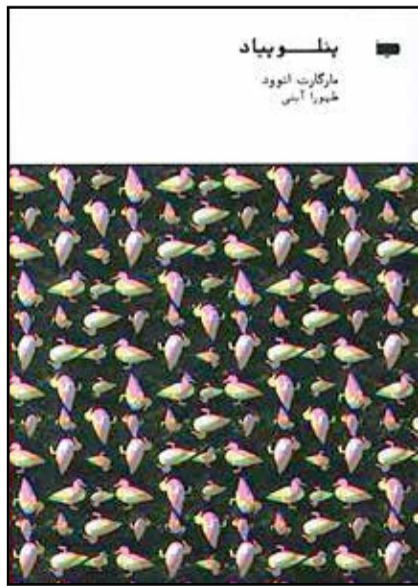 پنلوپیاد
مارگارت اتوود
طهورا آیتی